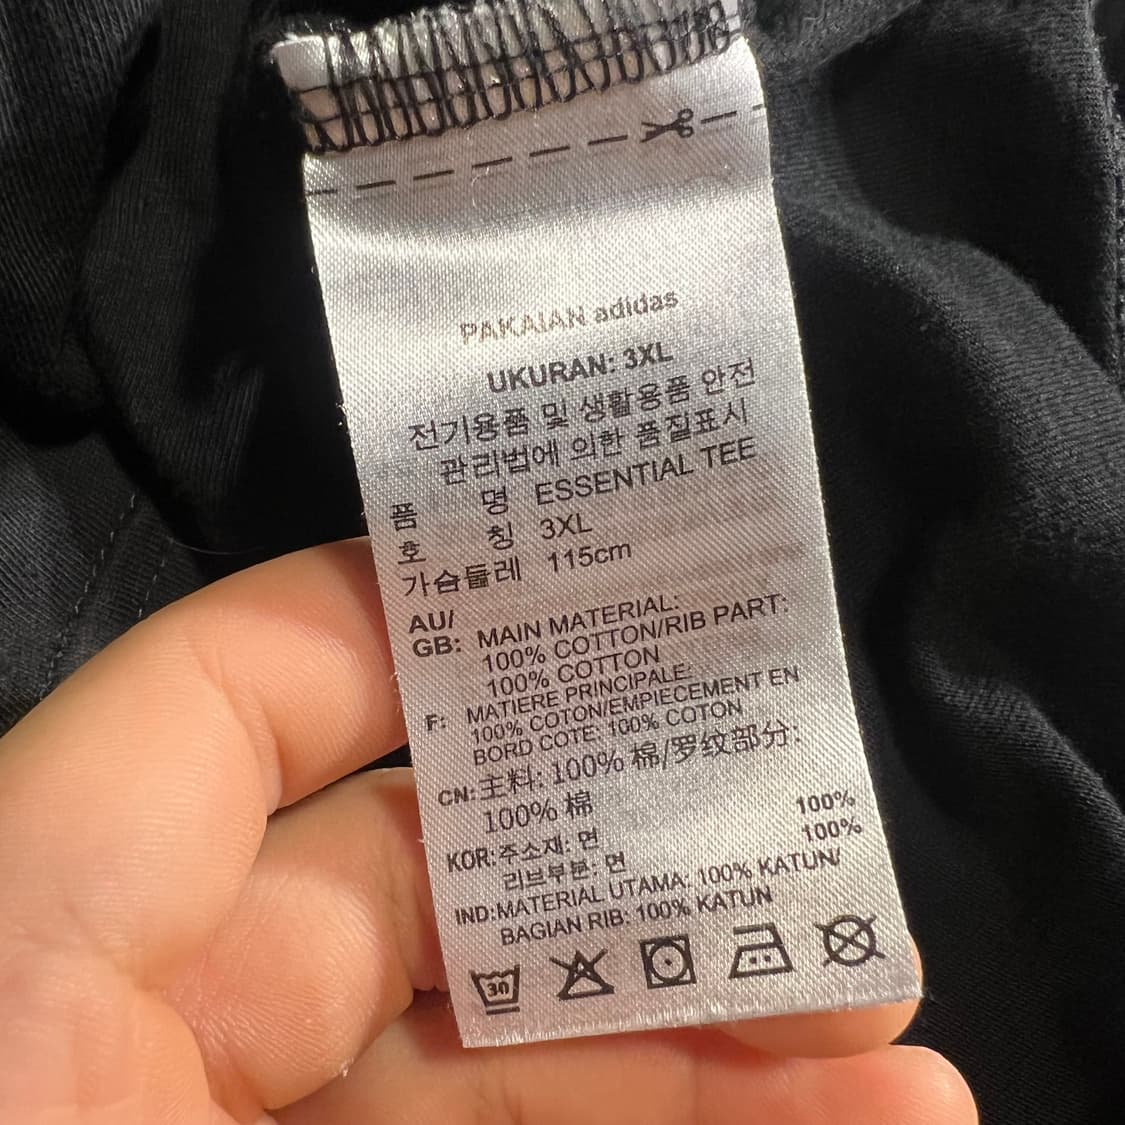 PAKAIAN adidas
UKURAN: 3XL
전기용품 및 생활용품 안전
관리법에 의한 품질표시
품 명 ESSENTIAL TEE
호 칭 3XL
가슴둘레 115cm
AU/
GB: MAIN MATERIAL:
100% COTTON/RIB PART:
100% COTTON
F: MATIERE PRINCIPALE:
100% COTON/EMPIECEMENT EN
BORD COTE: 100% COTON
CN: 主料: 100% 棉/罗纹部分:
100% 棉
KOR: 주소재: 면 100%
리브부분: 면 100%
IND: MATERIAL UTAMA: 100% KATUN/
BAGIAN RIB: 100% KATUN
30